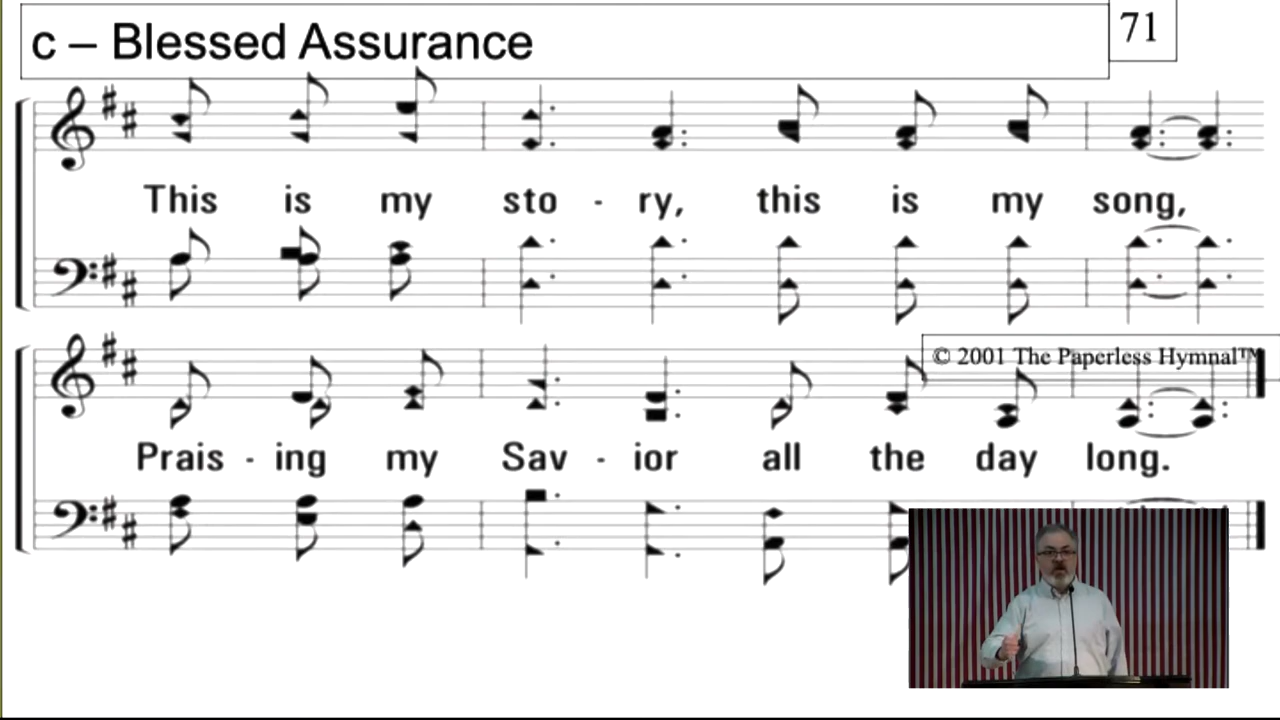 c – Blessed Assurance
71
This is my sto - ry, this is my song,
© 2001 The Paperless Hymnal™
Prais - ing my Sav - ior all the day long.